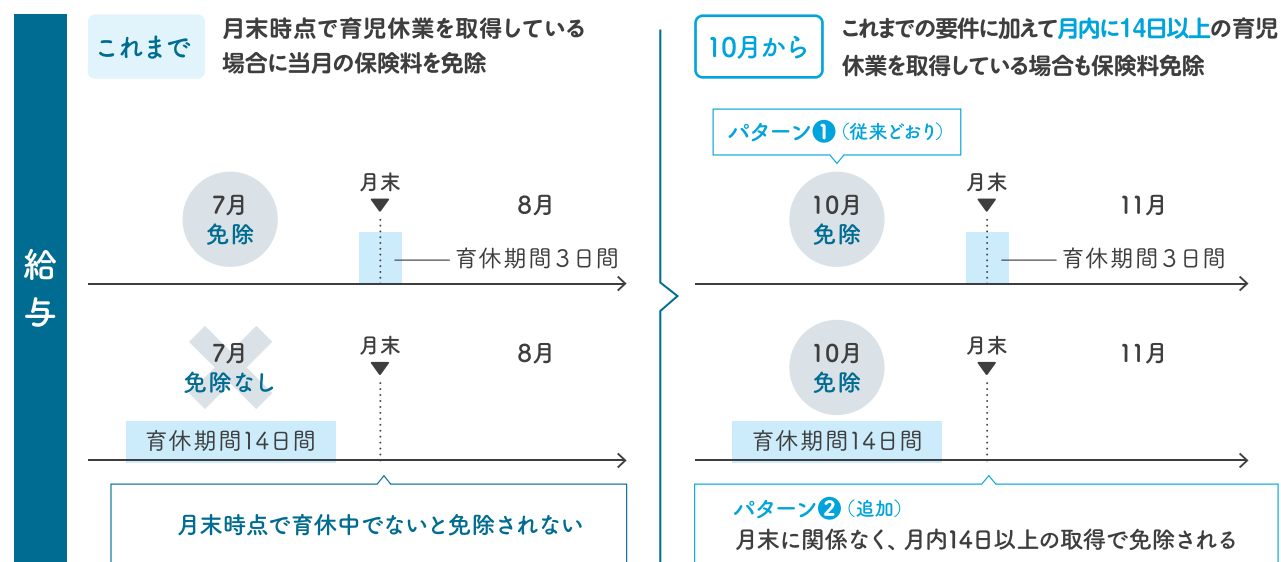 給与
これまで
月末時点で育児休業を取得している
場合に当月の保険料を免除
7月
免除
月末
8月
育休期間3日間
7月
免除なし
月末
8月
育休期間14日間
月末時点で育休中でないと免除されない
10月から
これまでの要件に加えて月内に14日以上の育児
休業を取得している場合も保険料免除
パターン❶(従来どおり)
10月
免除
月末
11月
育休期間3日間
10月
免除
月末
11月
育休期間14日間
パターン❷(追加)
月末に関係なく、月内14日以上の取得で免除される